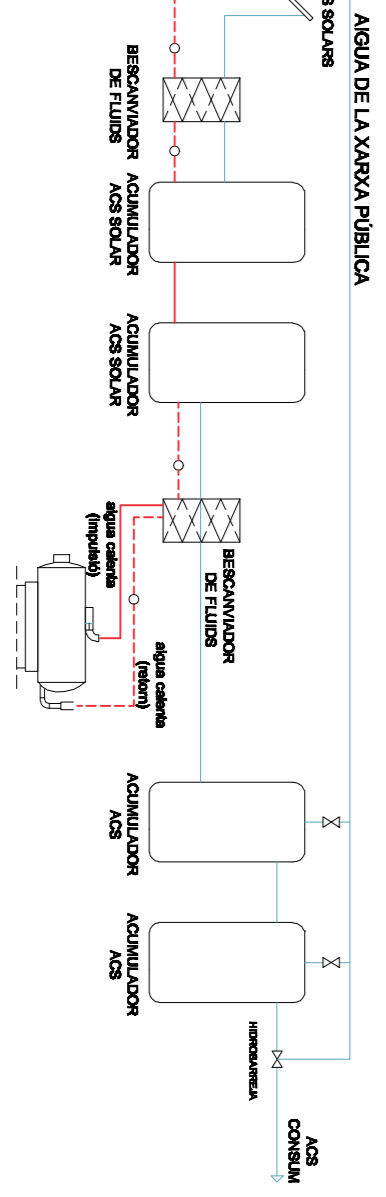 S SOLARS
AIGUA DE LA XARXA PÚBLICA
BESCANVIADOR
DE FLUIDS
ACUMULADOR
ACS SOLAR
ACUMULADOR
ACS SOLAR
aigua calenta
(impulsió)
BESCANVIADOR
DE FLUIDS
aigua calenta
(retorn)
ACUMULADOR
ACS
ACUMULADOR
ACS
HIDROBARREJA
ACS
CONSUM